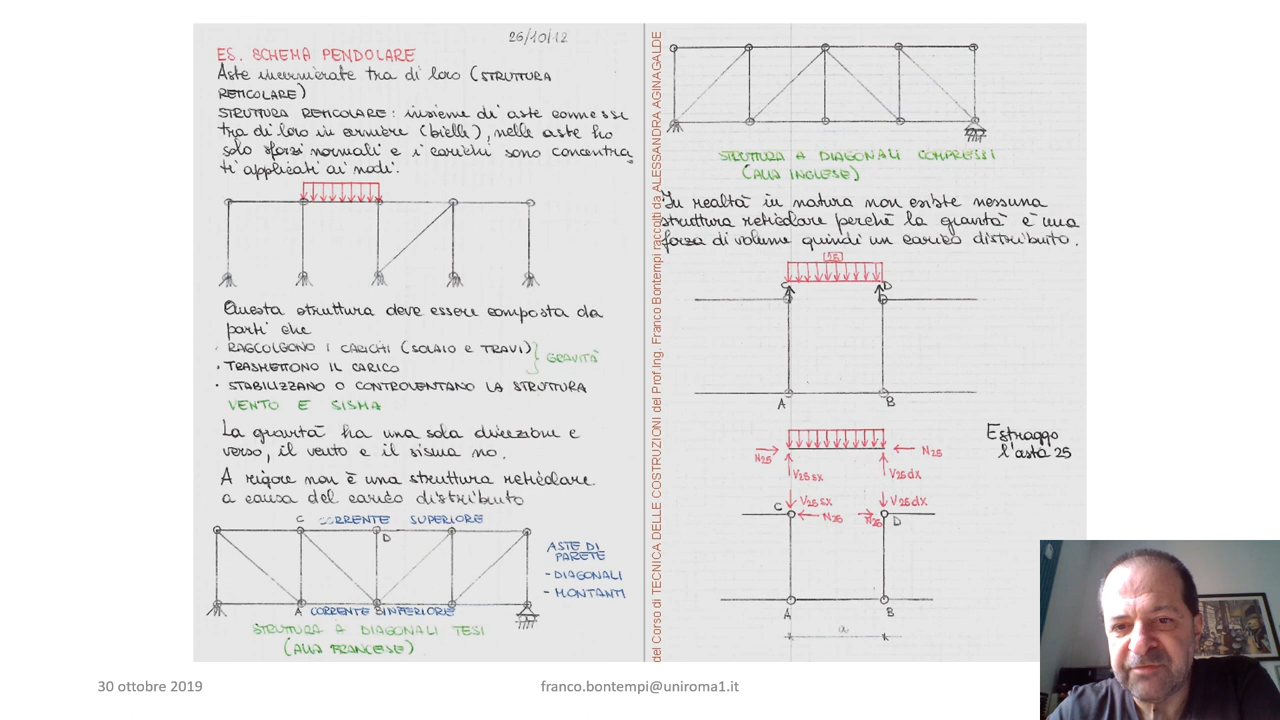 26/10/12
ES. SCHEMA PENDOLARE
Aste incernierate tra di loro (STRUTTURA
RETICOLARE)
STRUTTURA RETICOLARE: insieme di aste connesse
tra di loro in cerniere (bielle), nelle aste ho
solo sforzi normali e i carichi sono concentra
ti applicati ai nodi.
Questa struttura deve essere composta da
parti che
· RACCOLGONO I CARICHI (SOLAIO E TRAVI)
GRAVITÀ
· TRASMETTONO IL CARICO
· STABILIZZANO O CONTROVENTANO LA STRUTTURA
VENTO E SISMA
La gravità ha una sola direzione e
verso, il vento e il sisma no.
A rigore non è una struttura reticolare
a causa del carico distribuito
C CORRENTE SUPERIORE
D
ASTE DI
PARETE
- DIAGONALI
- MONTANTI
A CORRENTE B INFERIORE
STRUTTURA A DIAGONALI TESI
(ALLA FRANCESE)
del Corso di TECNICA DELLE COSTRUZIONI del Prof.Ing. Franco Bontempi raccolti da ALESSANDRA AGINAGALDE
STRUTTURA A DIAGONALI COMPRESSI
(ALLA INGLESE)
In realtà in natura non esiste nessuna
struttura reticolare perché la gravità è una
forza di volume quindi un carico distribuito.
25
C D
A B
Estraggo
l'asta 25
N25 N25
V25 sx V25 dx
V25 sx V25 dx
C N25 N25 D
A B
a
30 ottobre 2019
franco.bontempi@uniroma1.it